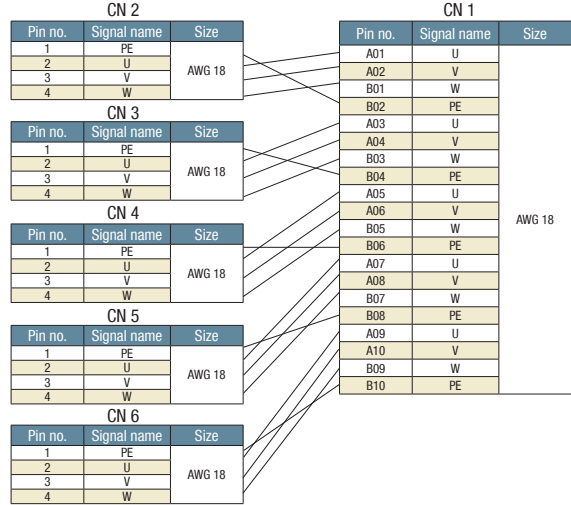 CN 2
Pin no. Signal name Size
1 PE
2 U
3 V
4 W
AWG 18
CN 3
Pin no. Signal name Size
1 PE
2 U
3 V
4 W
AWG 18
CN 4
Pin no. Signal name Size
1 PE
2 U
3 V
4 W
AWG 18
CN 5
Pin no. Signal name Size
1 PE
2 U
3 V
4 W
AWG 18
CN 6
Pin no. Signal name Size
1 PE
2 U
3 V
4 W
AWG 18
CN 1
Pin no. Signal name Size
A01 U
A02 V
B01 W
B02 PE
A03 U
A04 V
B03 W
B04 PE
A05 U
A06 V
B05 W
B06 PE
A07 U
A08 V
B07 W
B08 PE
A09 U
A10 V
B09 W
B10 PE
AWG 18